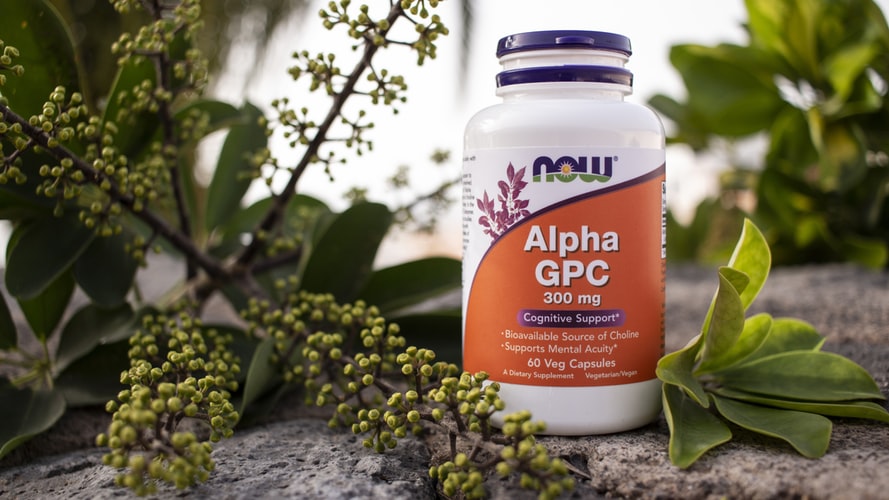 NOW®
Alpha
GPC
300 mg
Cognitive Support*
• Bioavailable Source of Choline
• Supports Mental Acuity*
60 Veg Capsules
A Dietary Supplement Vegetarian/Vegan